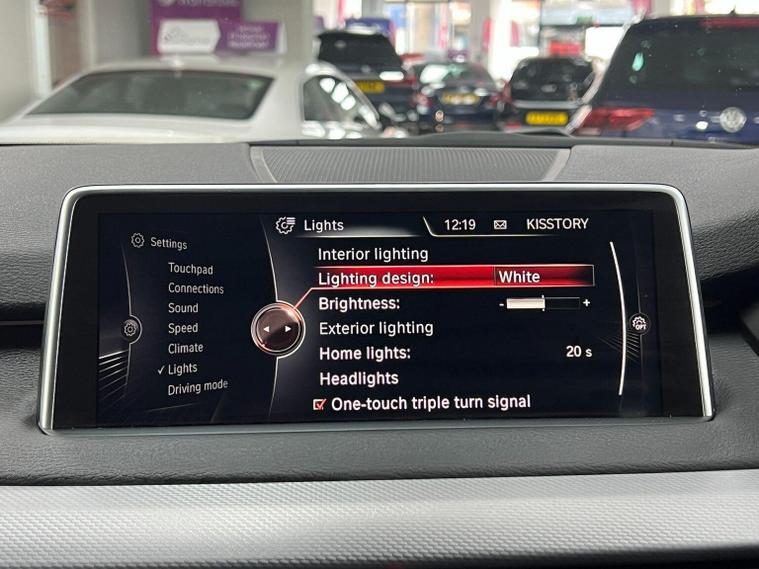 Lights
12:19
KISSTORY
Settings
Touchpad
Connections
Sound
Speed
Climate
✓ Lights
Driving mode
Interior lighting
Lighting design: White
Brightness: - +
Exterior lighting
Home lights: 20 s
Headlights
One-touch triple turn signal
OPT